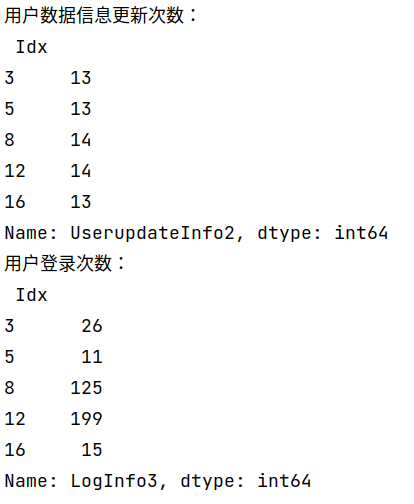 用户数据信息更新次数：
 Idx
3     13
5     13
8     14
12    14
16    13
Name: UserupdateInfo2, dtype: int64
用户登录次数：
 Idx
3      26
5      11
8     125
12    199
16     15
Name: LogInfo3, dtype: int64